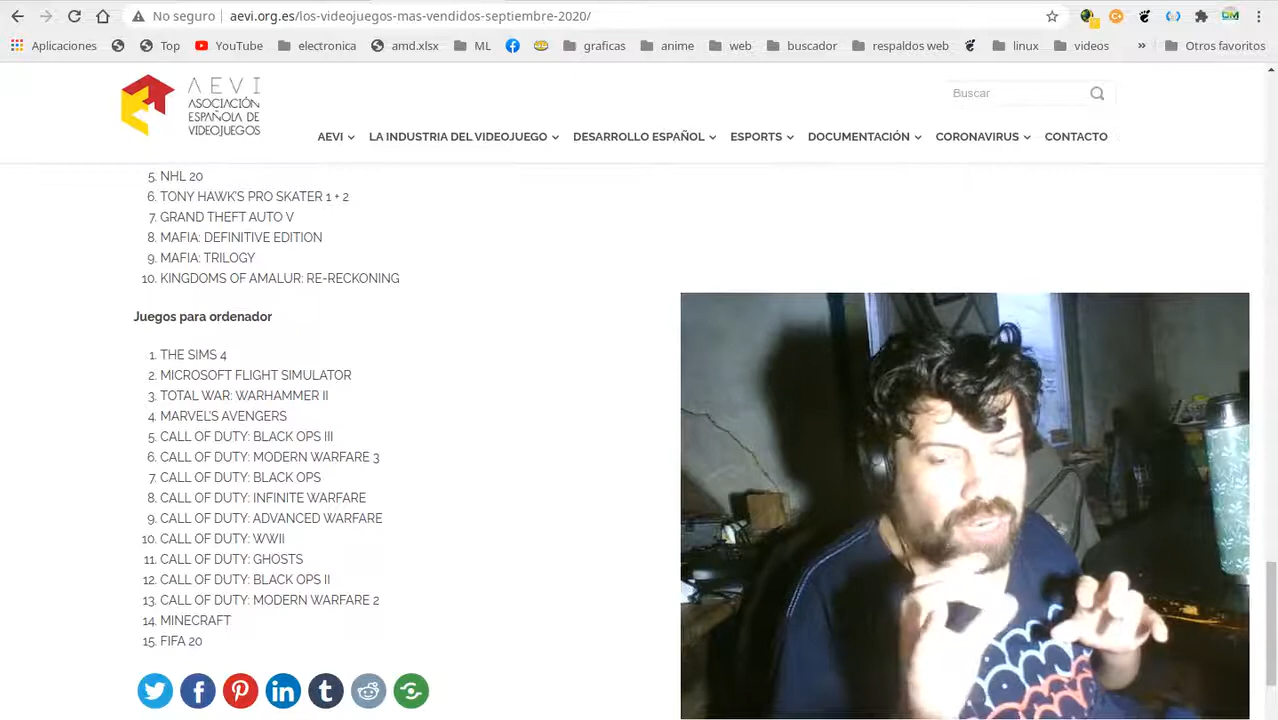 No seguro
aevi.org.es/los-videojuegos-mas-vendidos-septiembre-2020/
Aplicaciones
Top
YouTube
electronica
amd.xlsx
ML
graficas
anime
web
buscador
respaldos web
linux
videos
»
Otros favoritos
AEVI
ASOCIACIÓN
ESPAÑOLA DE
VIDEOJUEGOS
Buscar
AEVI
LA INDUSTRIA DEL VIDEOJUEGO
DESARROLLO ESPAÑOL
ESPORTS
DOCUMENTACIÓN
CORONAVIRUS
CONTACTO
5. NHL 20
6. TONY HAWK'S PRO SKATER 1 + 2
7. GRAND THEFT AUTO V
8. MAFIA: DEFINITIVE EDITION
9. MAFIA: TRILOGY
10. KINGDOMS OF AMALUR: RE-RECKONING
Juegos para ordenador
1. THE SIMS 4
2. MICROSOFT FLIGHT SIMULATOR
3. TOTAL WAR: WARHAMMER II
4. MARVEL'S AVENGERS
5. CALL OF DUTY: BLACK OPS III
6. CALL OF DUTY: MODERN WARFARE 3
7. CALL OF DUTY: BLACK OPS
8. CALL OF DUTY: INFINITE WARFARE
9. CALL OF DUTY: ADVANCED WARFARE
10. CALL OF DUTY: WWII
11. CALL OF DUTY: GHOSTS
12. CALL OF DUTY: BLACK OPS II
13. CALL OF DUTY: MODERN WARFARE 2
14. MINECRAFT
15. FIFA 20